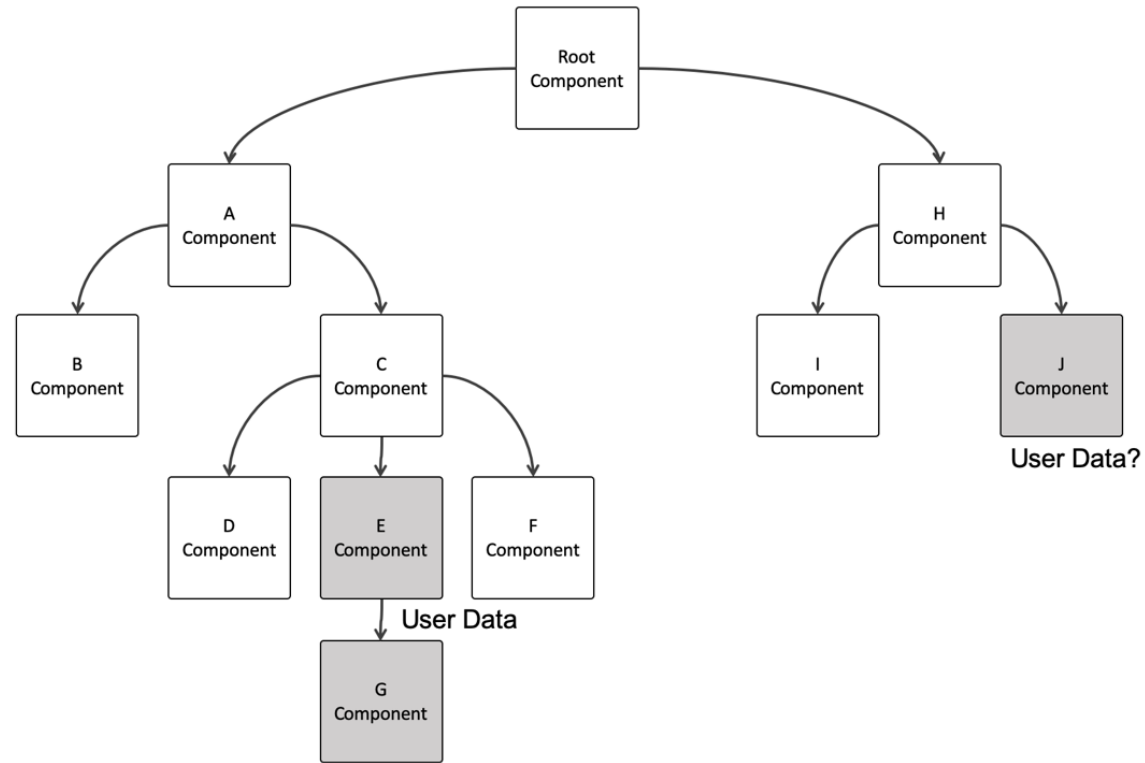 Root
Component
A
Component
H
Component
B
Component
C
Component
I
Component
J
Component
User Data?
D
Component
E
Component
F
Component
User Data
G
Component